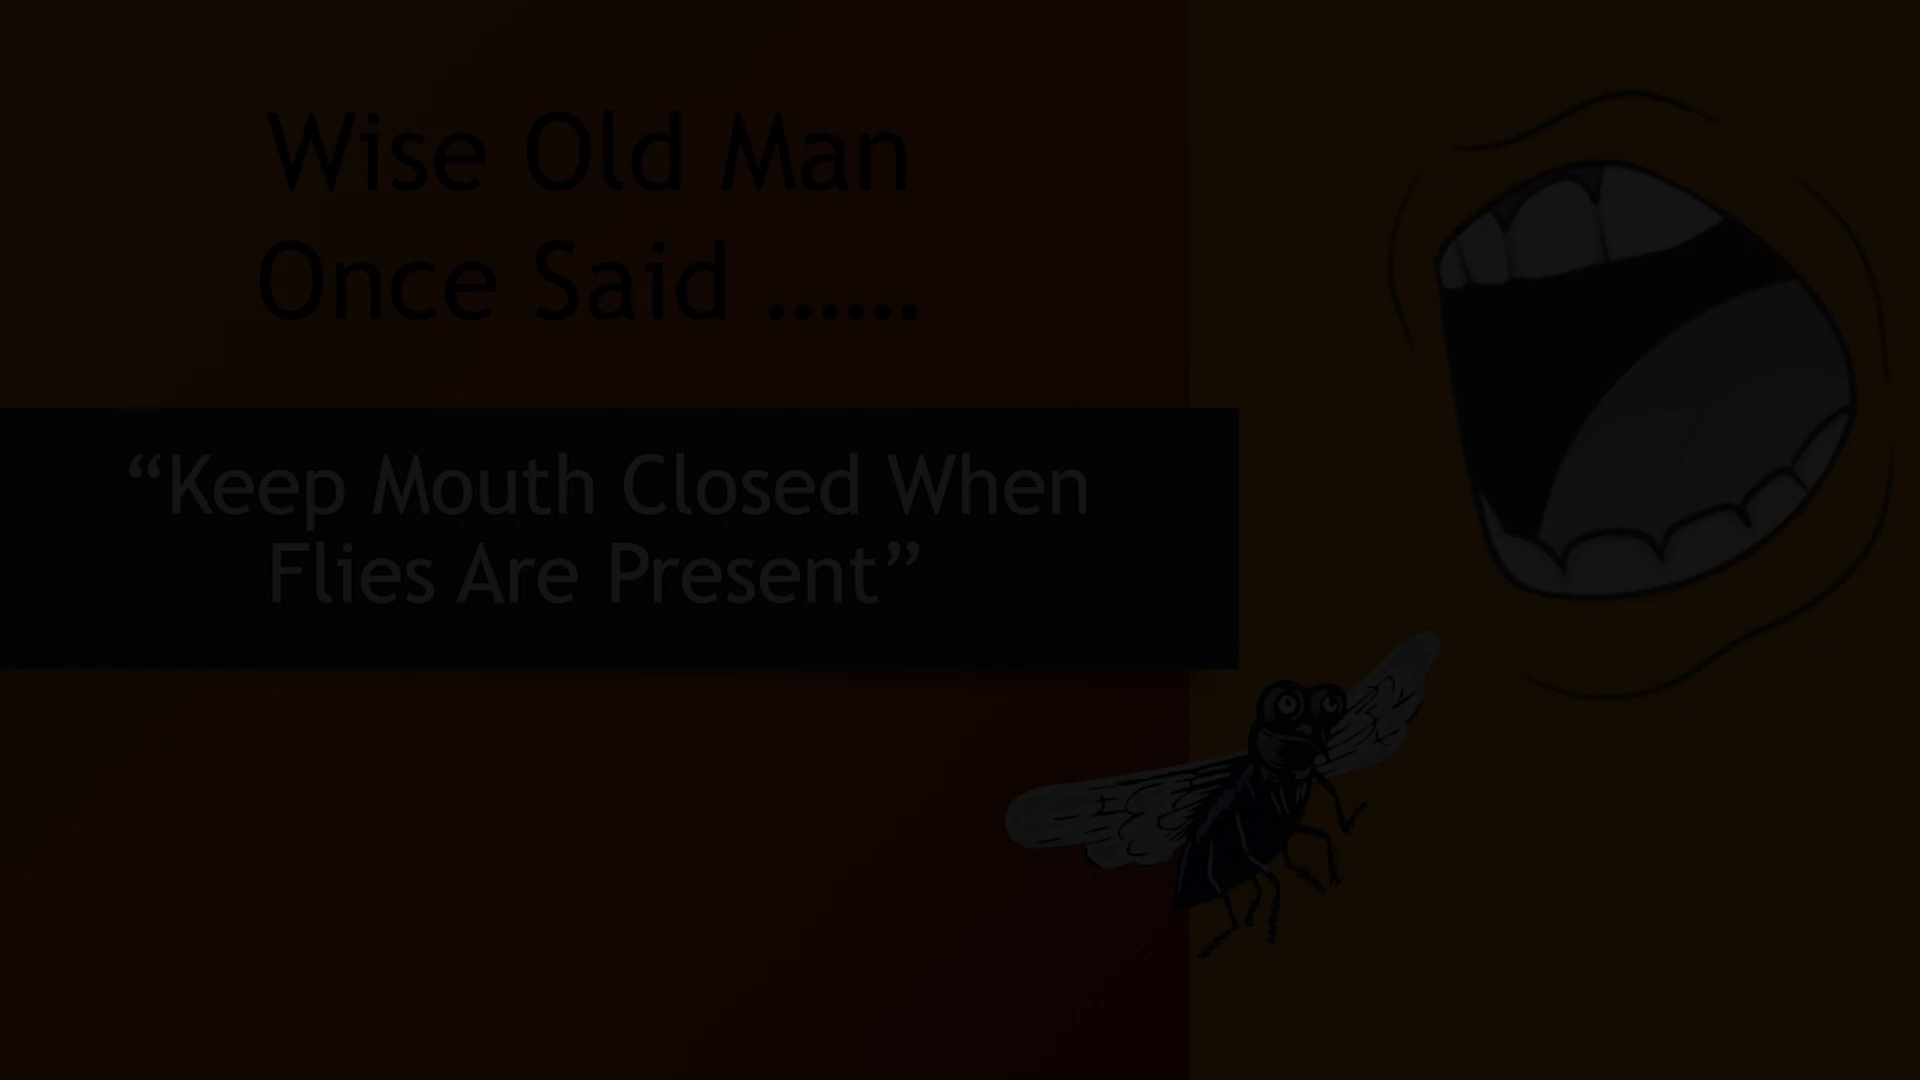 Wise Old Man
Once Said ......
“Keep Mouth Closed When
Flies Are Present”